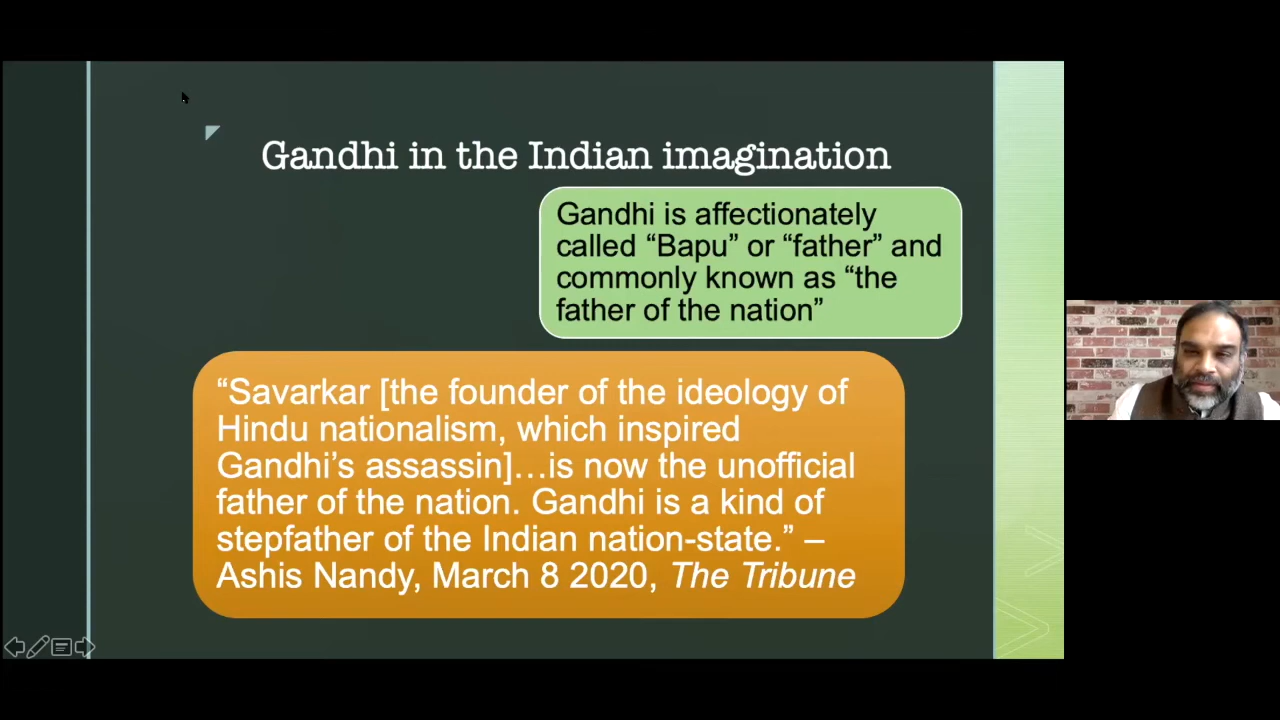 Gandhi in the Indian imagination
Gandhi is affectionately
called “Bapu” or “father” and
commonly known as “the
father of the nation”
“Savarkar [the founder of the ideology of
Hindu nationalism, which inspired
Gandhi’s assassin]…is now the unofficial
father of the nation. Gandhi is a kind of
stepfather of the Indian nation-state.” –
Ashis Nandy, March 8 2020, The Tribune